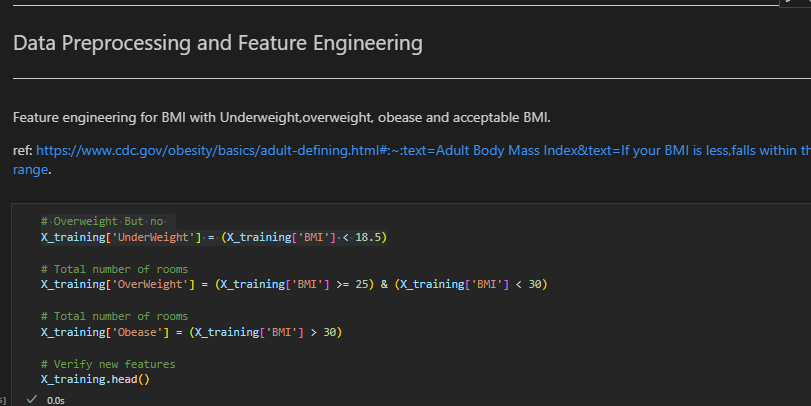 Data Preprocessing and Feature Engineering
Feature engineering for BMI with Underweight,overweight, obease and acceptable BMI.
ref: https://www.cdc.gov/obesity/basics/adult-defining.html#:~:text=Adult Body Mass Index&text=If your BMI is less,falls within th
range.
# Overweight But no
X_training['UnderWeight'] = (X_training['BMI'] < 18.5)
# Total number of rooms
X_training['OverWeight'] = (X_training['BMI'] >= 25) & (X_training['BMI'] < 30)
# Total number of rooms
X_training['Obease'] = (X_training['BMI'] > 30)
# Verify new features
X_training.head()
✓ 0.0s